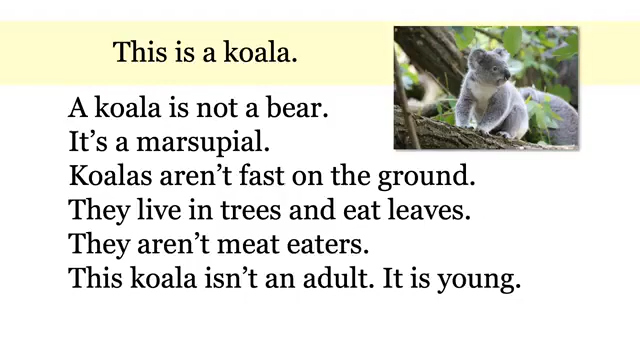 This is a koala.
A koala is not a bear.
It’s a marsupial.
Koalas aren’t fast on the ground.
They live in trees and eat leaves.
They aren’t meat eaters.
This koala isn’t an adult. It is young.